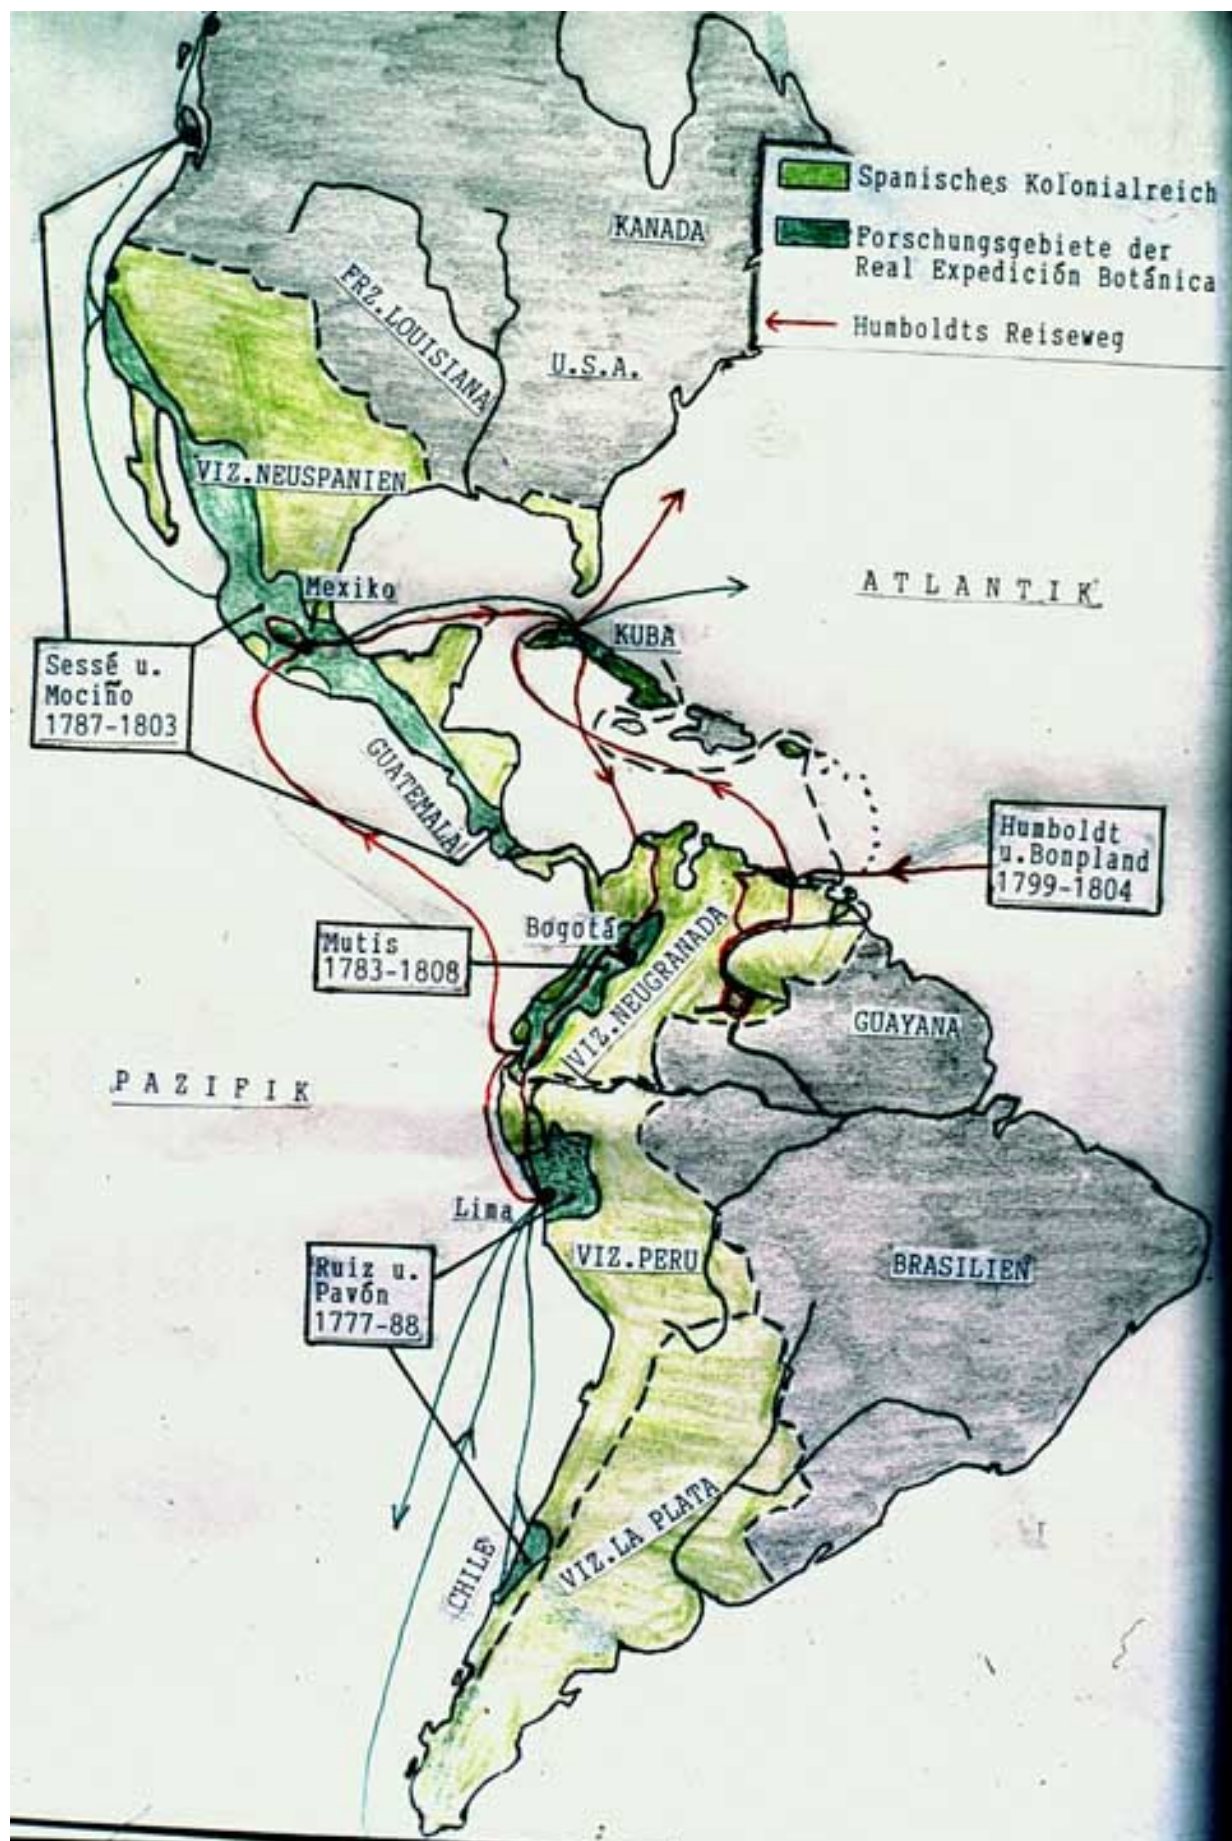 Spanisches Kolonialreich
Forschungsgebiete der
Real Expedición Botánica
Humboldts Reiseweg
KANADA
FRZ.LOUISIANA
U.S.A.
VIZ.NEUSPANIEN
Mexiko
ATLANTIK
KUBA
Sessé u.
Mociño
1787-1803
GUATEMALA
Humboldt
u.Bonpland
1799-1804
Bogotá
Mutis
1783-1808
VIZ.NEUGRANADA
GUAYANA
PAZIFIK
Lima
VIZ.PERU
BRASILIEN
Ruiz u.
Pavón
1777-88
CHILE
VIZ.LA PLATA